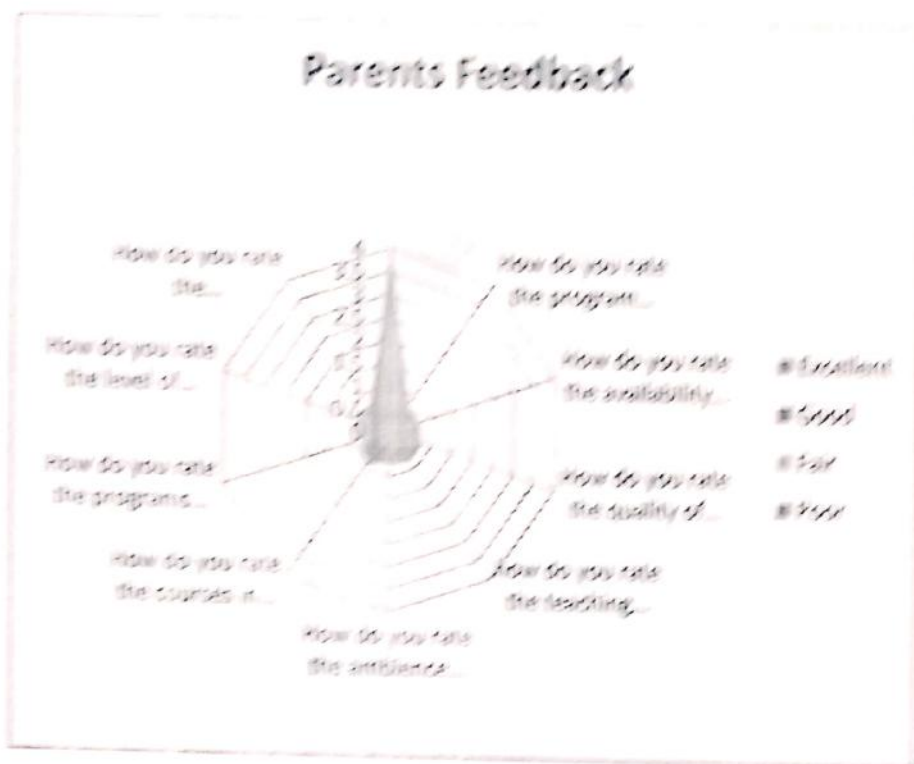 Parents Feedback
How do you rate
the program...
How do you rate
the availability...
How do you rate
the quality of...
How do you rate
the teaching...
How do you rate
the ambience...
How do you rate
the courses in...
How do you rate
the programs...
How do you rate
the level of...
How do you rate
the...
4
0
Excellent
Good
Fair
Poor